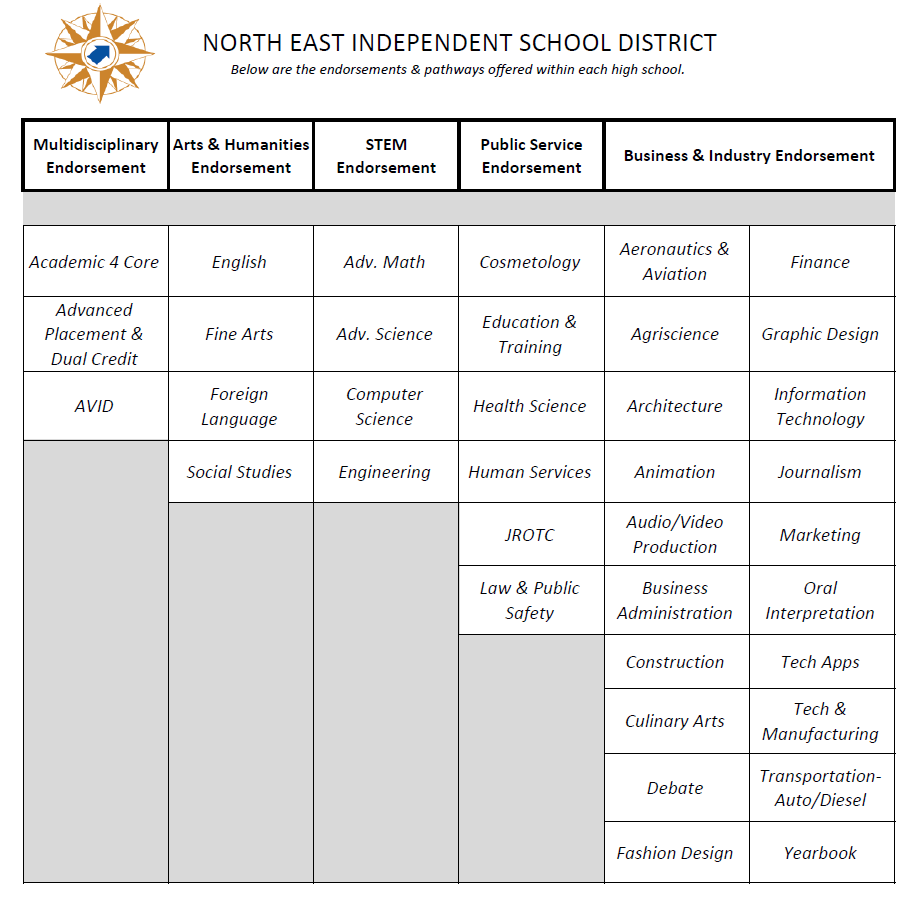 NORTH EAST INDEPENDENT SCHOOL DISTRICT
Below are the endorsements & pathways offered within each high school.
Multidisciplinary
Endorsement
Arts & Humanities
Endorsement
STEM
Endorsement
Public Service
Endorsement
Business & Industry Endorsement
Academic 4 Core
English
Adv. Math
Cosmetology
Aeronautics &
Aviation
Finance
Advanced
Placement &
Dual Credit
Fine Arts
Adv. Science
Education &
Training
Agriscience
Graphic Design
AVID
Foreign
Language
Computer
Science
Health Science
Architecture
Information
Technology
Social Studies
Engineering
Human Services
Animation
Journalism
JROTC
Audio/Video
Production
Marketing
Law & Public
Safety
Business
Administration
Oral
Interpretation
Construction
Tech Apps
Culinary Arts
Tech &
Manufacturing
Debate
Transportation-
Auto/Diesel
Fashion Design
Yearbook